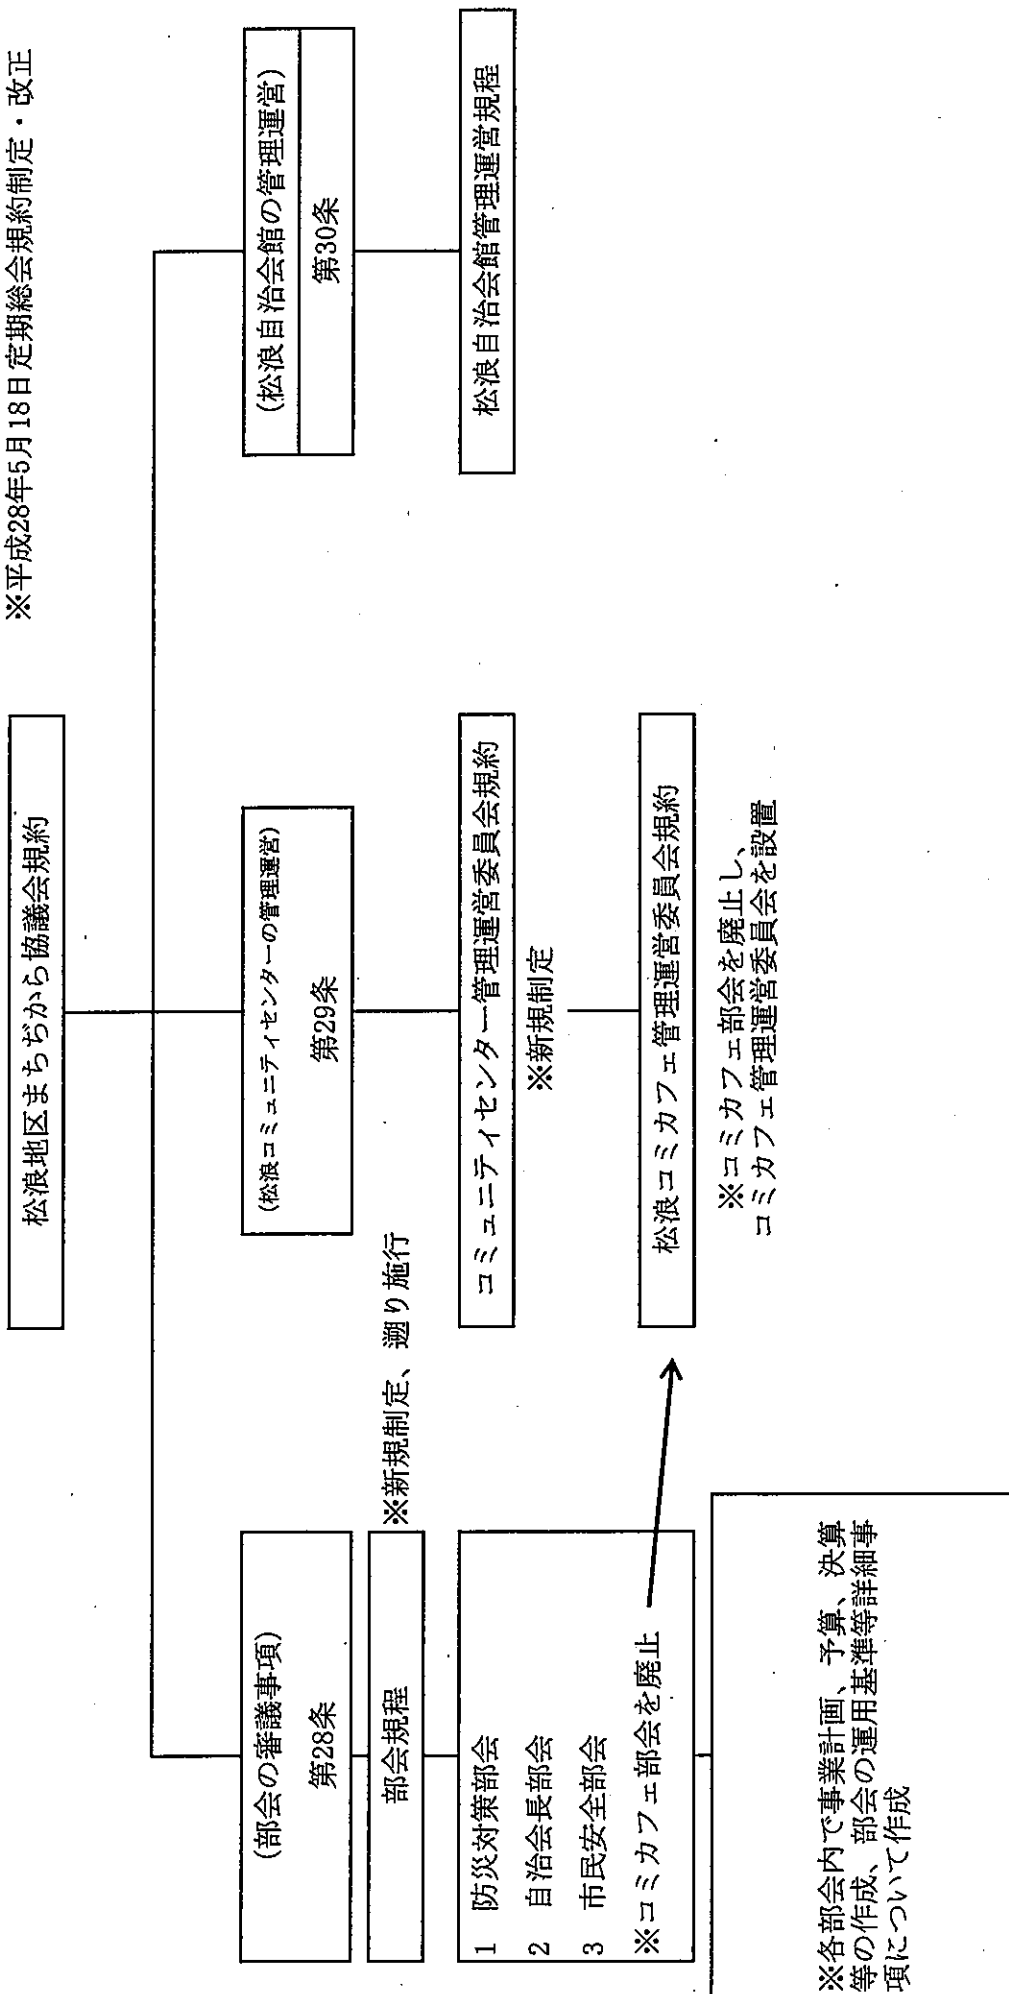 ※平成28年5月18日定期総会規約制定・改正
松浪地区まちぢから協議会規約
(部会の審議事項)
第28条
部会規程
※新規制定、遡り施行
1 防災対策部会
2 自治会長部会
3 市民安全部会
※コミカフェ部会を廃止
※各部会内で事業計画、予算、決算
等の作成、部会の運用基準等詳細事
項について作成
(松浪コミュニティセンターの管理運営)
第29条
コミュニティセンター管理運営委員会規約
※新規制定
松浪コミカフェ管理運営委員会規約
※コミカフェ部会を廃止し、
コミカフェ管理運営委員会を設置
(松浪自治会館の管理運営)
第30条
松浪自治会館管理運営規程